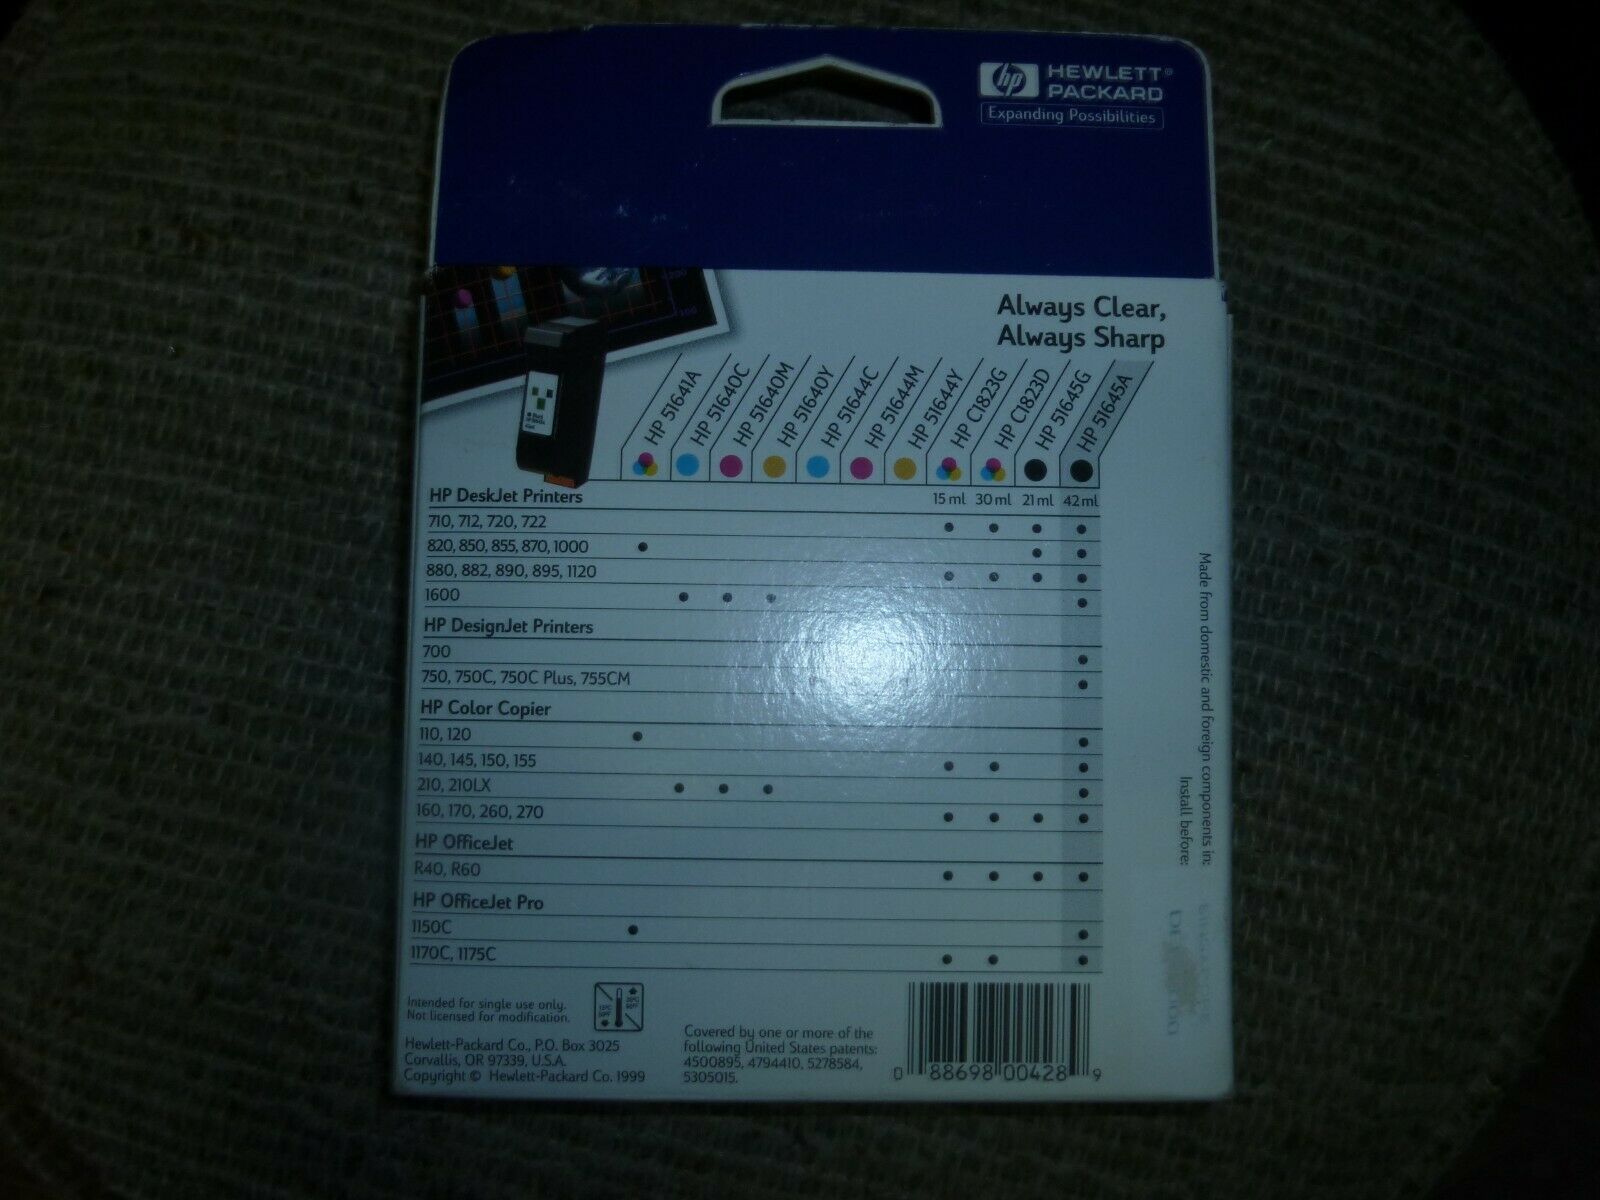 hp HEWLETT®
PACKARD
Expanding Possibilities
Always Clear,
Always Sharp
200
100
HP 51641A
HP 51640C
HP 51640M
HP 51640Y
HP 51644C
HP 51644M
HP 51644Y
HP C1823G
HP C1823D
HP 51645G
HP 51645A
HP DeskJet Printers 15 ml 30 ml 21 ml 42 ml
710, 712, 720, 722
820, 850, 855, 870, 1000
880, 882, 890, 895, 1120
1600
HP DesignJet Printers
700
750, 750C, 750C Plus, 755CM
HP Color Copier
110, 120
140, 145, 150, 155
210, 210LX
160, 170, 260, 270
HP OfficeJet
R40, R60
HP OfficeJet Pro
1150C
1170C, 1175C
Intended for single use only.
Not licensed for modification.
Hewlett-Packard Co., P.O. Box 3025
Corvallis, OR 97339, U.S.A.
Copyright © Hewlett-Packard Co. 1999
Covered by one or more of the
following United States patents:
4500895, 4794410, 5278584,
5305015.
0 88698 00428 9
Made from domestic and foreign components in:
Install before: